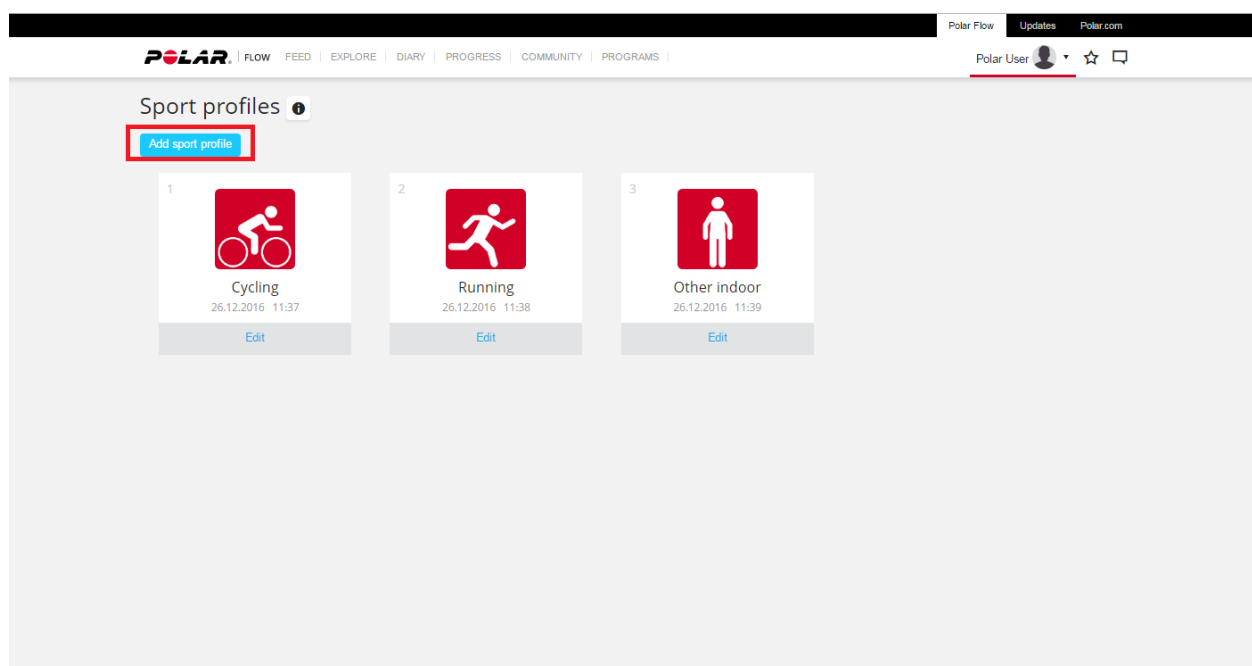 Polar Flow Updates Polar.com
POLAR. FLOW FEED EXPLORE DIARY PROGRESS COMMUNITY PROGRAMS Polar User
Sport profiles
Add sport profile
1 2 3
Cycling Running Other indoor
26.12.2016 11:37 26.12.2016 11:38 26.12.2016 11:39
Edit Edit Edit